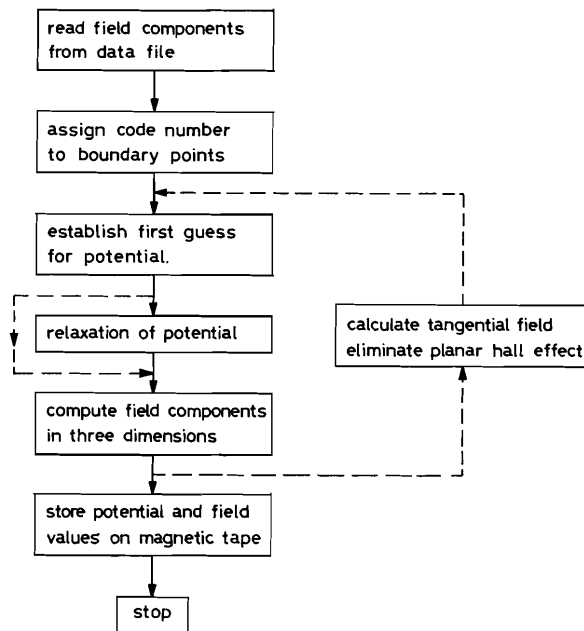 read field components
from data file
assign code number
to boundary points
establish first guess
for potential.
relaxation of potential
calculate tangential field
eliminate planar hall effect
compute field components
in three dimensions
store potential and field
values on magnetic tape
stop